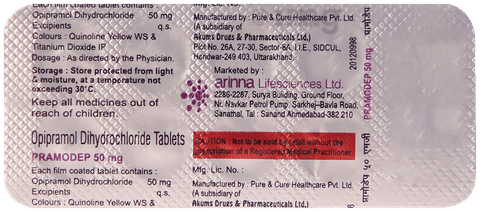 Each film coated tablet contains
Opipramol Dihydrochloride 50 mg
Excipients q.s.
Colours : Quinoline Yellow WS &
Titanium Dioxide IP
Dosage : As directed by the Physician.
Storage : Store protected from light
& moisture, at a temperature not
exceeding 30°C.
Keep all medicines out of
reach of children.
Opipramol Dihydrochloride Tablets
PRAMODEP 50 mg
Each film coated tablet contains :
Opipramol Dihydrochloride 50 mg
Excipients q.s.
Colours : Quinoline Yellow WS &
Manufactured by : Pure & Cure Healthcare Pvt. Ltd.
(A subsidiary of
Akums Drugs & Pharmaceuticals Ltd.)
Plot No. 26A, 27-30, Sector-8A, I.I.E., SIDCUL,
Haridwar-249 403, Uttarakhand.
Marketed by :
arinna Lifesciences Ltd.
2286-2287, Surya Building, Ground Floor,
Nr. Navkar Petrol Pump, Sarkhej-Bavla Road,
Sanathal, Tal : Sanand Ahmedabad-382 210
CAUTION : Not to be sold by retail without the
prescription of a Registered Medical Practitioner.
Mfg. Lic. No. :
Manufactured by : Pure & Cure Healthcare Pvt. Ltd.
(A subsidiary of
Akums Drugs & Pharmaceuticals Ltd.)
20120998
PRAMODEP 50 mg
प्रामोडेप ५० एमजी